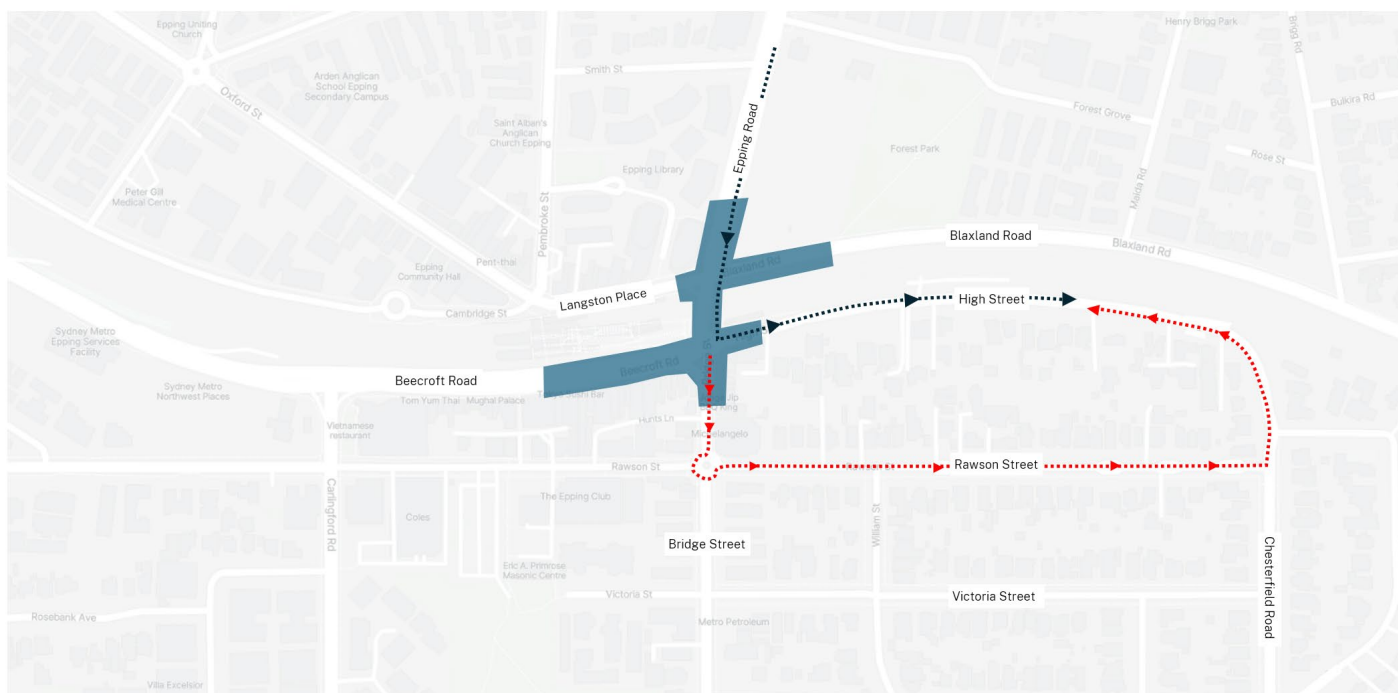 Epping Uniting
Church
Henry Brigg Park
Brigg Rd
Smith St
Arden Anglican
School Epping
Secondary Campus
Oxford St
Epping Road
Bulkira Rd
Forest Grove
Saint Alban's
Anglican
Church Epping
Forest Park
Rose St
Epping Library
Peter Gill
Medical Centre
Maida Rd
Pembroke St
Blaxland Road
Blaxland Rd
Pent-thai
Blaxland Rd
Epping
Community Hall
Langston Place
High Street
Cambridge St
Sydney Metro
Epping Services
Facility
Beecroft Rd
Beecroft Road
Sydney Metro
Northwest Places
Tom Yum Thai
Mughal Palace
Hunts Ln
Vietnamese
restaurant
Michelangelo
Rawson St
Rawson St
Rawson Street
The Epping Club
Carlingford Rd
Coles
William St
Bridge Street
Chesterfield Road
Eric A. Primrose
Masonic Centre
Victoria St
Victoria Street
Rosebank Ave
Metro Petroleum
Villa Excelsior